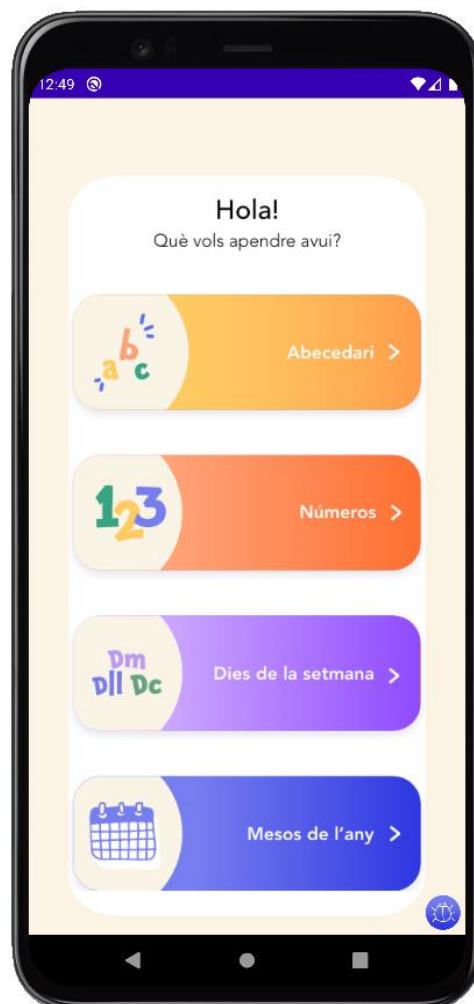 12:49
Hola!
Què vols apendre avui?
a b c
Abecedari
123
Números
Dm
Dll Dc
Dies de la setmana
Mesos de l'any